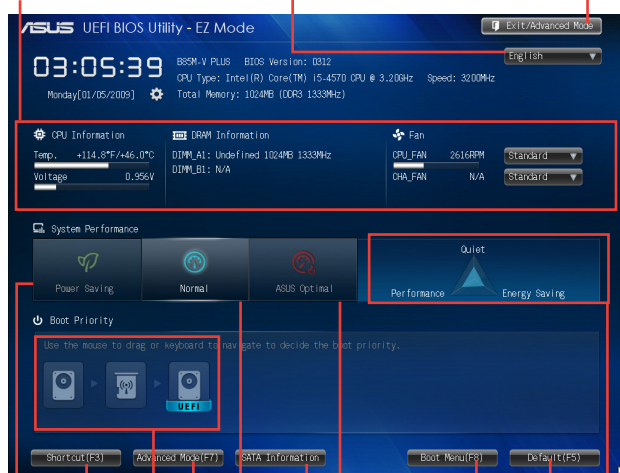 ASUS UEFI BIOS Utility - EZ Mode
Exit/Advanced Mode
03:05:39
Monday[01/05/2009]
B85M-V PLUS BIOS Version: 0312
CPU Type: Intel(R) Core(TM) i5-4570 CPU @ 3.20GHz Speed: 3200MHz
Total Memory: 1024MB (DDR3 1333MHz)
English
CPU Information
Temp. +114.8°F/+46.0°C
Voltage 0.956V
DRAM Information
DIMM_A1: Undefined 1024MB 1333MHz
DIMM_B1: N/A
Fan
CPU_FAN 2616RPM Standard
CHA_FAN N/A Standard
System Performance
Power Saving
Normal
ASUS Optimal
Quiet
Performance
Energy Saving
Boot Priority
Use the mouse to drag or keyboard to navigate to decide the boot priority.
UEFI
Shortcut(F3)
Advanced Mode(F7)
SATA Information
Boot Menu(F8)
Default(F5)